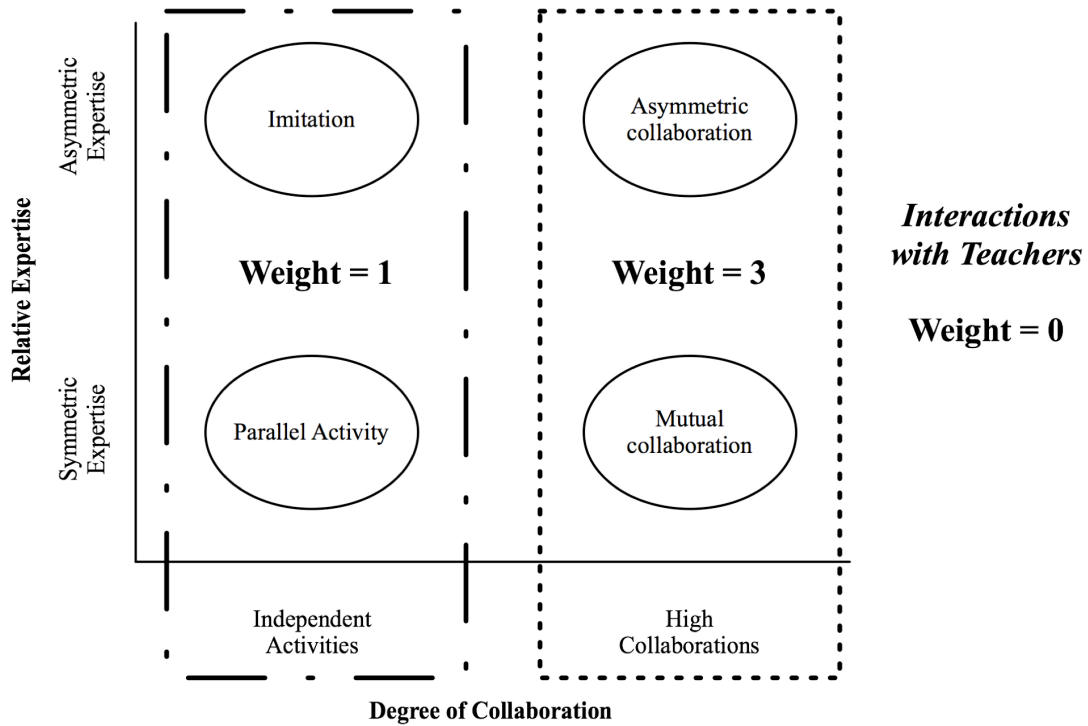 Relative Expertise
Asymmetric
Expertise
Symmetric
Expertise
Imitation
Asymmetric
collaboration
Weight = 1
Weight = 3
Parallel Activity
Mutual
collaboration
Interactions
with Teachers
Weight = 0
Independent
Activities
High
Collaborations
Degree of Collaboration